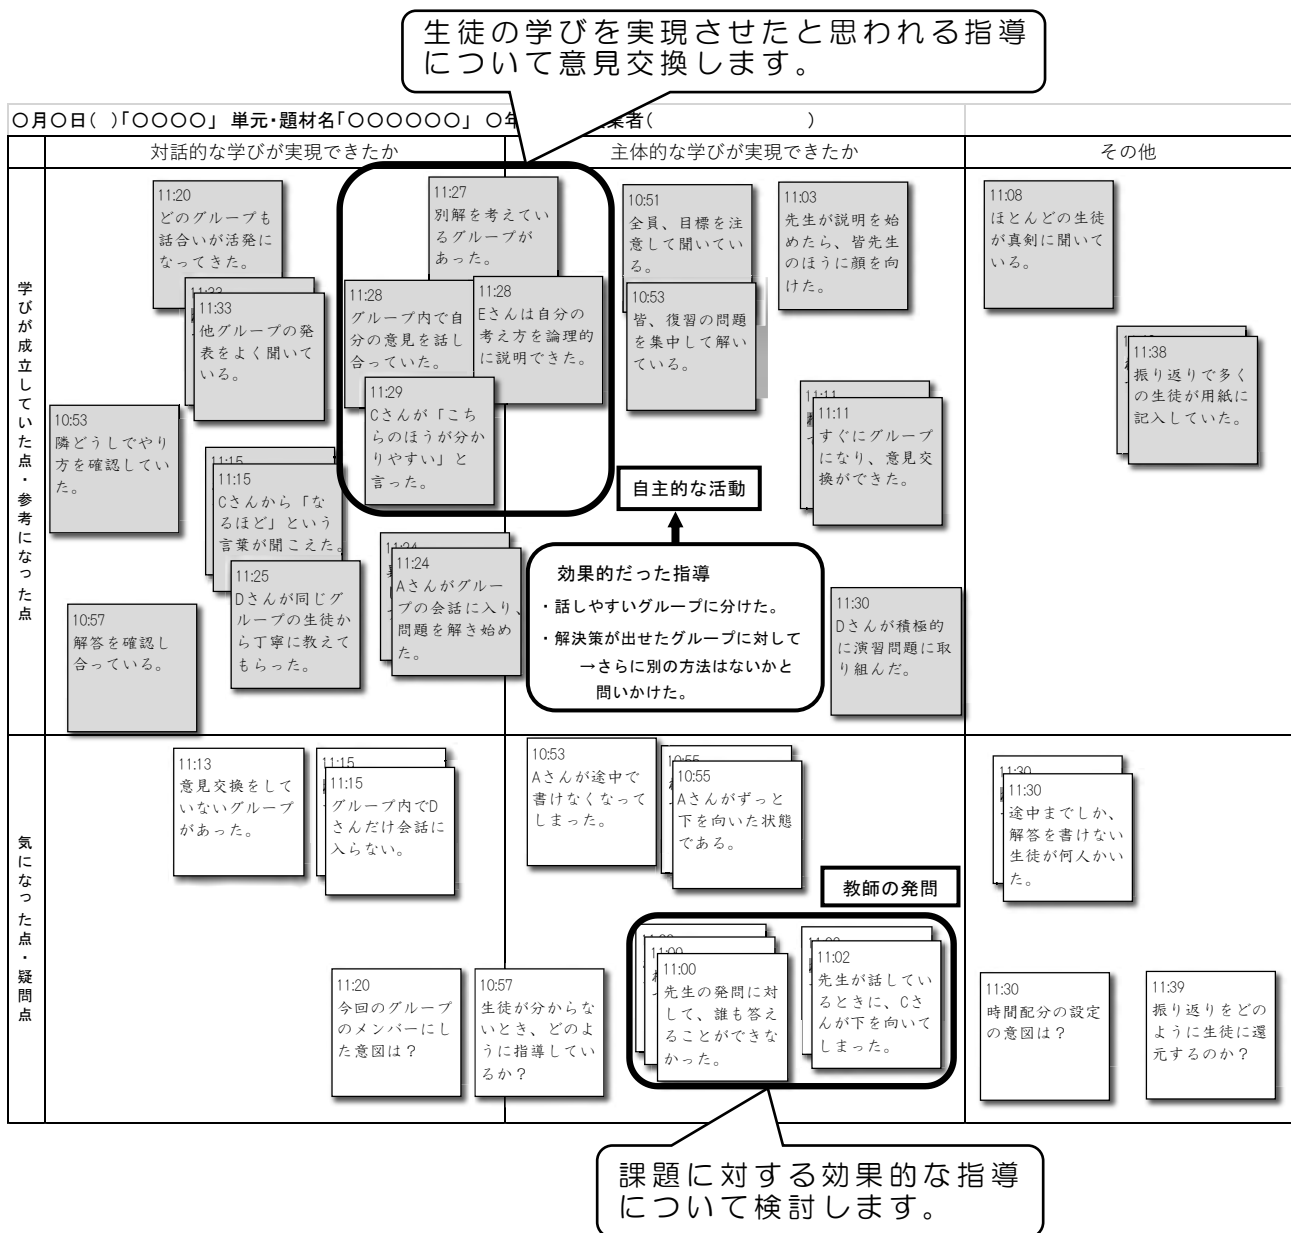 生徒の学びを実現させたと思われる指導
について意見交換します。
〇月〇日( )「〇〇〇〇」 単元・題材名「〇〇〇〇〇〇」 〇年
業者( )
対話的な学びが実現できたか
主体的な学びが実現できたか
その他
学びが成立していた点・参考になった点
11:20
どのグループも
話合いが活発に
なってきた。
11:33
11:33
他グループの発
表をよく聞いて
いる。
10:53
隣どうしでやり
方を確認してい
た。
11:15
11:15
Cさんから「な
るほど」という
言葉が聞こえた。
11:25
Dさんが同じグ
ループの生徒か
ら丁寧に教えて
もらった。
10:57
解答を確認し
合っている。
11:27
別解を考えてい
るグループが
あった。
11:28
グループ内で自
分の意見を話し
合っていた。
11:28
Eさんは自分の
考え方を論理的
に説明できた。
11:29
Cさんが「こち
らのほうが分か
りやすい」と
言った。
11:24
11:24
Aさんがグルー
プの会話に入り、
問題を解き始め
た。
10:51
全員、目標を注
意して聞いてい
る。
10:53
皆、復習の問題
を集中して解い
ている。
11:03
先生が説明を始
めたら、皆先生
のほうに顔を向
けた。
11:11
11:11
すぐにグループ
になり、意見交
換ができた。
自主的な活動
効果的だった指導
・話しやすいグループに分けた。
・解決策が出せたグループに対して
→さらに別の方法はないかと
問いかけた。
11:30
Dさんが積極的
に演習問題に取
り組んだ。
11:08
ほとんどの生徒
が真剣に聞いて
いる。
11:38
振り返りで多く
の生徒が用紙に
記入していた。
気になった点・疑問点
11:13
意見交換をして
いないグループ
があった。
11:15
11:15
グループ内でD
さんだけ会話に
入らない。
11:20
今回のグループ
のメンバーにし
た意図は？
10:57
生徒が分からな
いとき、どのよ
うに指導してい
るか？
10:53
Aさんが途中で
書けなくなって
しまった。
10:55
10:55
Aさんがずっと
下を向いた状態
である。
教師の発問
11:00
11:00
先生の発問に対
して、誰も答え
ることができな
かった。
11:02
先生が話してい
るときに、Cさ
んが下を向いて
しまった。
11:30
11:30
途中までしか、
解答を書けない
生徒が何人かい
た。
11:30
時間配分の設定
の意図は？
11:39
振り返りをどの
ように生徒に還
元するのか？
課題に対する効果的な指導
について検討します。